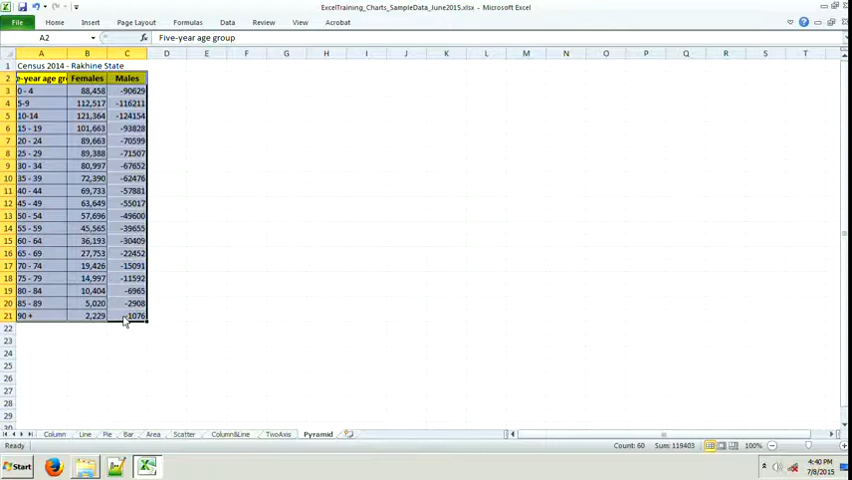 ExcelTraining_Charts_SampleData_June2015.xlsx - Microsoft Excel
File Home Insert Page Layout Formulas Data Review View Acrobat
A2 fx Five-year age group
A B C D E F G H I J K L M N O P Q R S T
1 Census 2014 - Rakhine State
2 e-year age gro Females Males
3 0 - 4 88,458 -90629
4 5-9 112,517 -116211
5 10-14 121,364 -124154
6 15 - 19 101,663 -93828
7 20 - 24 89,663 -70599
8 25 - 29 89,388 -71507
9 30 - 34 80,997 -67652
10 35 - 39 72,390 -62476
11 40 - 44 69,733 -57881
12 45 - 49 63,649 -55017
13 50 - 54 57,696 -49600
14 55 - 59 45,565 -39655
15 60 - 64 36,193 -30409
16 65 - 69 27,753 -22452
17 70 - 74 19,426 -15091
18 75 - 79 14,997 -11592
19 80 - 84 10,404 -6965
20 85 - 89 5,020 -2908
21 90 + 2,229 -1076
22
23
24
25
26
27
28
29
30
Column Line Pie Bar Area Scatter Column&Line TwoAxis Pyramid
Ready Count: 60 Sum: 119403 100%
Start 4:40 PM
7/8/2015